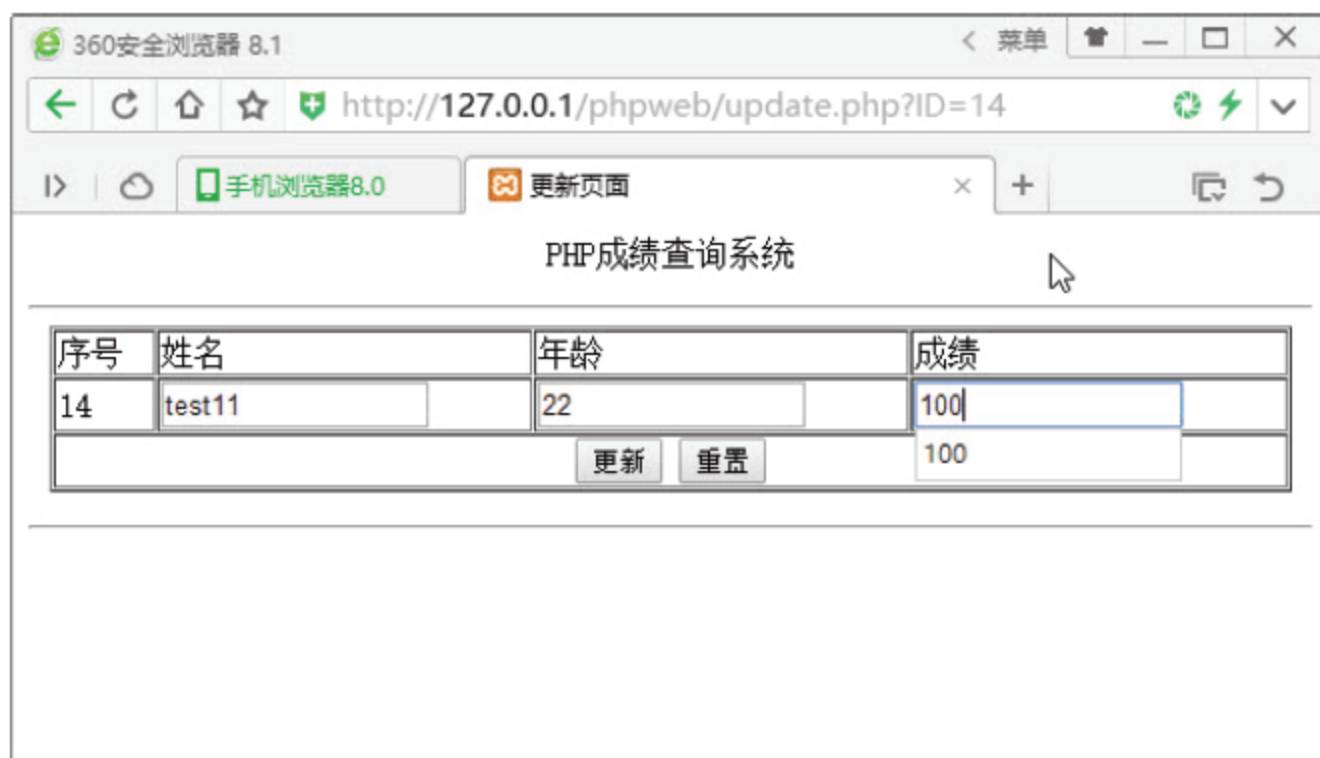 360安全浏览器 8.1 菜单
http://127.0.0.1/phpweb/update.php?ID=14
手机浏览器8.0 更新页面
PHP成绩查询系统
序号 姓名 年龄 成绩
14 test11 22 100
更新 重置 100